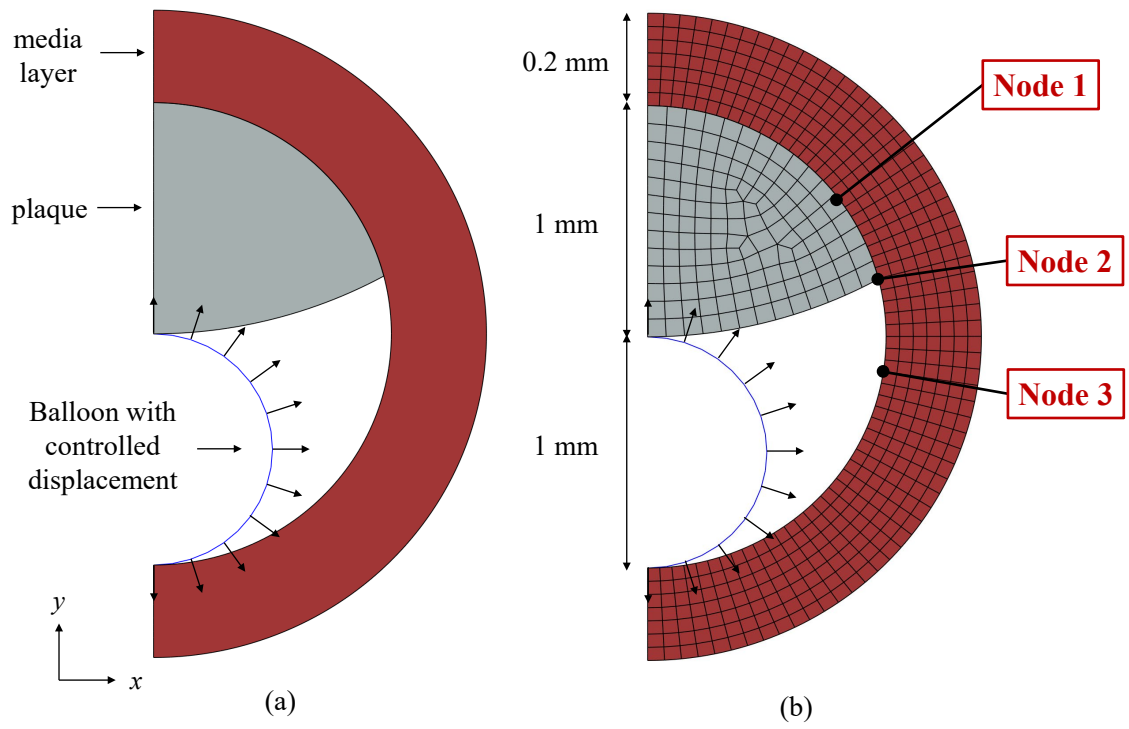 media
layer
plaque
Balloon with
controlled
displacement
y
x
(a)
0.2 mm
1 mm
1 mm
Node 1
Node 2
Node 3
(b)